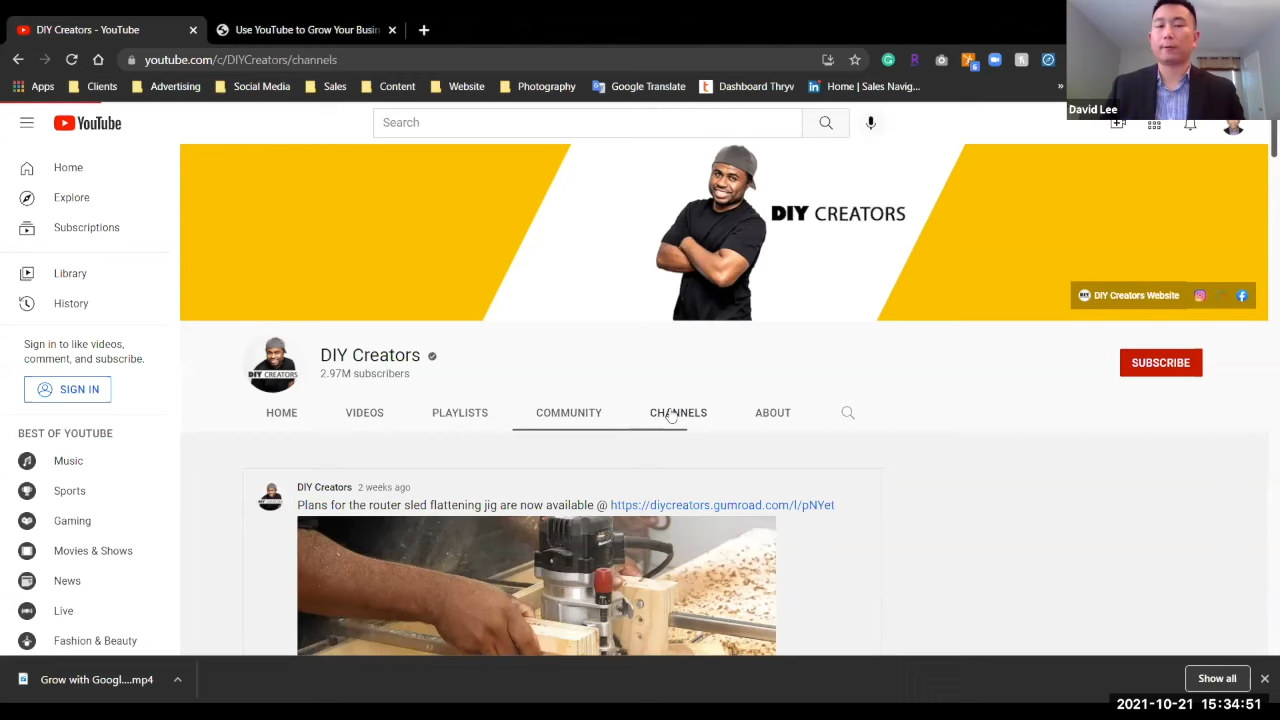 DIY Creators - YouTube
Use YouTube to Grow Your Busin
youtube.com/c/DIYCreators/channels
Apps
Clients
Advertising
Social Media
Sales
Content
Website
Photography
Google Translate
Dashboard Thryv
Home | Sales Navig...
»
David Lee
YouTube
Search
Home
Explore
Subscriptions
Library
History
Sign in to like videos,
comment, and subscribe.
SIGN IN
BEST OF YOUTUBE
Music
Sports
Gaming
Movies & Shows
News
Live
Fashion & Beauty
DIY CREATORS
DIY Creators Website
DIY CREATORS
DIY Creators
2.97M subscribers
SUBSCRIBE
HOME
VIDEOS
PLAYLISTS
COMMUNITY
CHANNELS
ABOUT
DIY Creators 2 weeks ago
Plans for the router sled flattening jig are now available @ https://diycreators.gumroad.com/l/pNYet
Grow with Googl....mp4
Show all
2021-10-21 15:34:51